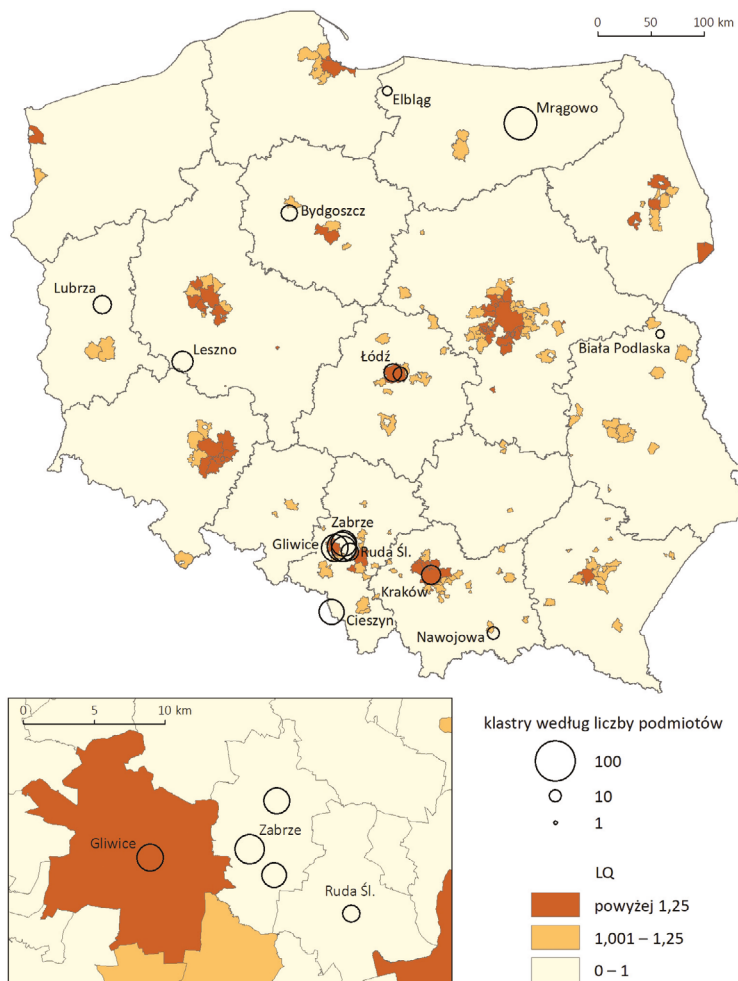 0 50 100 km
Elbląg
Mrągowo
Bydgoszcz
Lubrza
Leszno
Łódź
Biała Podlaska
Zabrze
Gliwice
Ruda Śl.
Kraków
Cieszyn
Nawojowa
0 5 10 km
Gliwice
Zabrze
Ruda Śl.
klastry według liczby podmiotów
100
10
1
LQ
powyżej 1,25
1,001 – 1,25
0 – 1